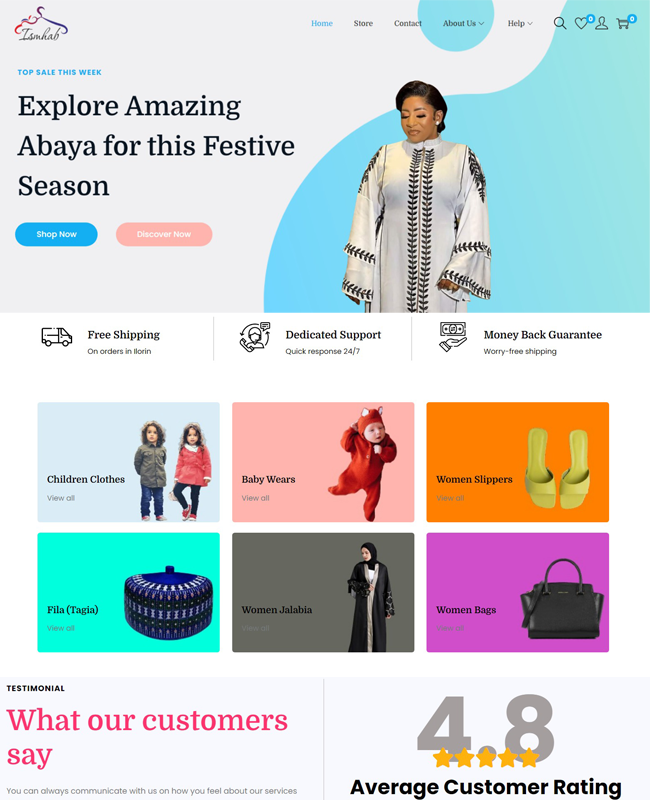 Ismhab
Home Store Contact About Us Help 0 0
TOP SALE THIS WEEK
Explore Amazing
Abaya for this Festive
Season
Shop Now Discover Now
Free Shipping
On orders in Ilorin
Dedicated Support
Quick response 24/7
Money Back Guarantee
Worry-free shipping
Children Clothes
View all
Baby Wears
View all
Women Slippers
View all
Fila (Tagia)
View all
Women Jalabia
View all
Women Bags
View all
TESTIMONIAL
What our customers
say
You can always communicate with us on how you feel about our services
4.8
Average Customer Rating